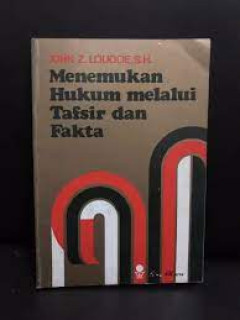 JOHN Z. LOUDOE, S.H.
Menemukan
Hukum melalui
Tafsir dan
Fakta